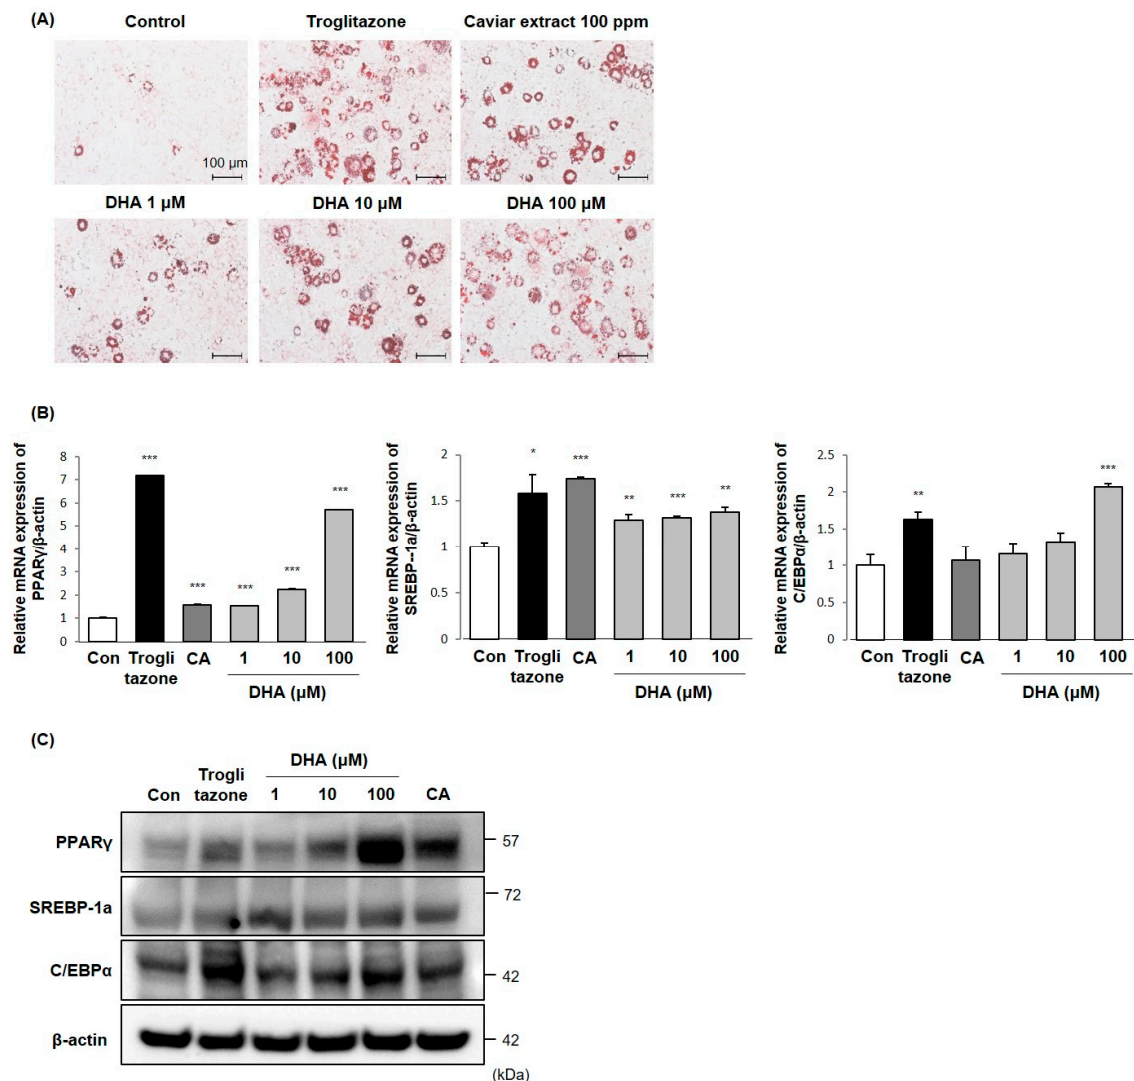 (A)
Control Troglitazone Caviar extract 100 ppm
100 µm
DHA 1 µM DHA 10 µM DHA 100 µM
(B)
Relative mRNA expression of
PPARγ/β-actin
8
7
6
5
4
3
2
1
0
***
***
***
***
***
Con Trogli tazone CA 1 10 100
DHA (µM)
Relative mRNA expression of
SREBP--1a/β-actin
2
1.5
1
0.5
0
*
***
**
***
**
Con Trogli tazone CA 1 10 100
DHA (µM)
Relative mRNA expression of
C/EBPα/β-actin
2.5
2
1.5
1
0.5
0
**
***
Con Trogli tazone CA 1 10 100
DHA (µM)
(C)
DHA (µM)
Con Trogli tazone 1 10 100 CA
PPARγ 57
72
SREBP-1a
C/EBPα 42
β-actin 42
(kDa)